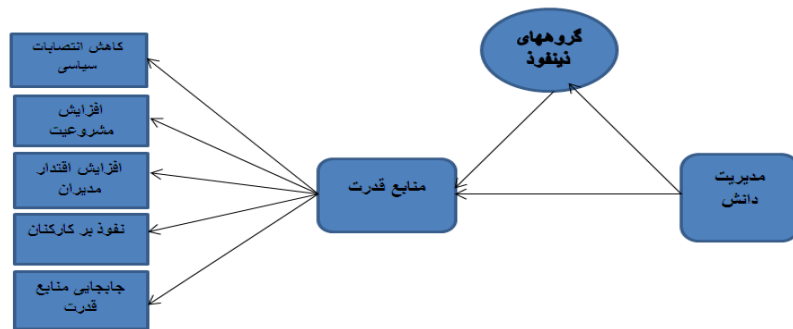 گروههای
ذینفوذ
مدیریت
دانش
منابع قدرت
کاهش انتصابات
سیاسی
افزایش
مشروعیت
افزایش اقتدار
مدیران
نفوذ بر کارکنان
جابجایی منابع
قدرت